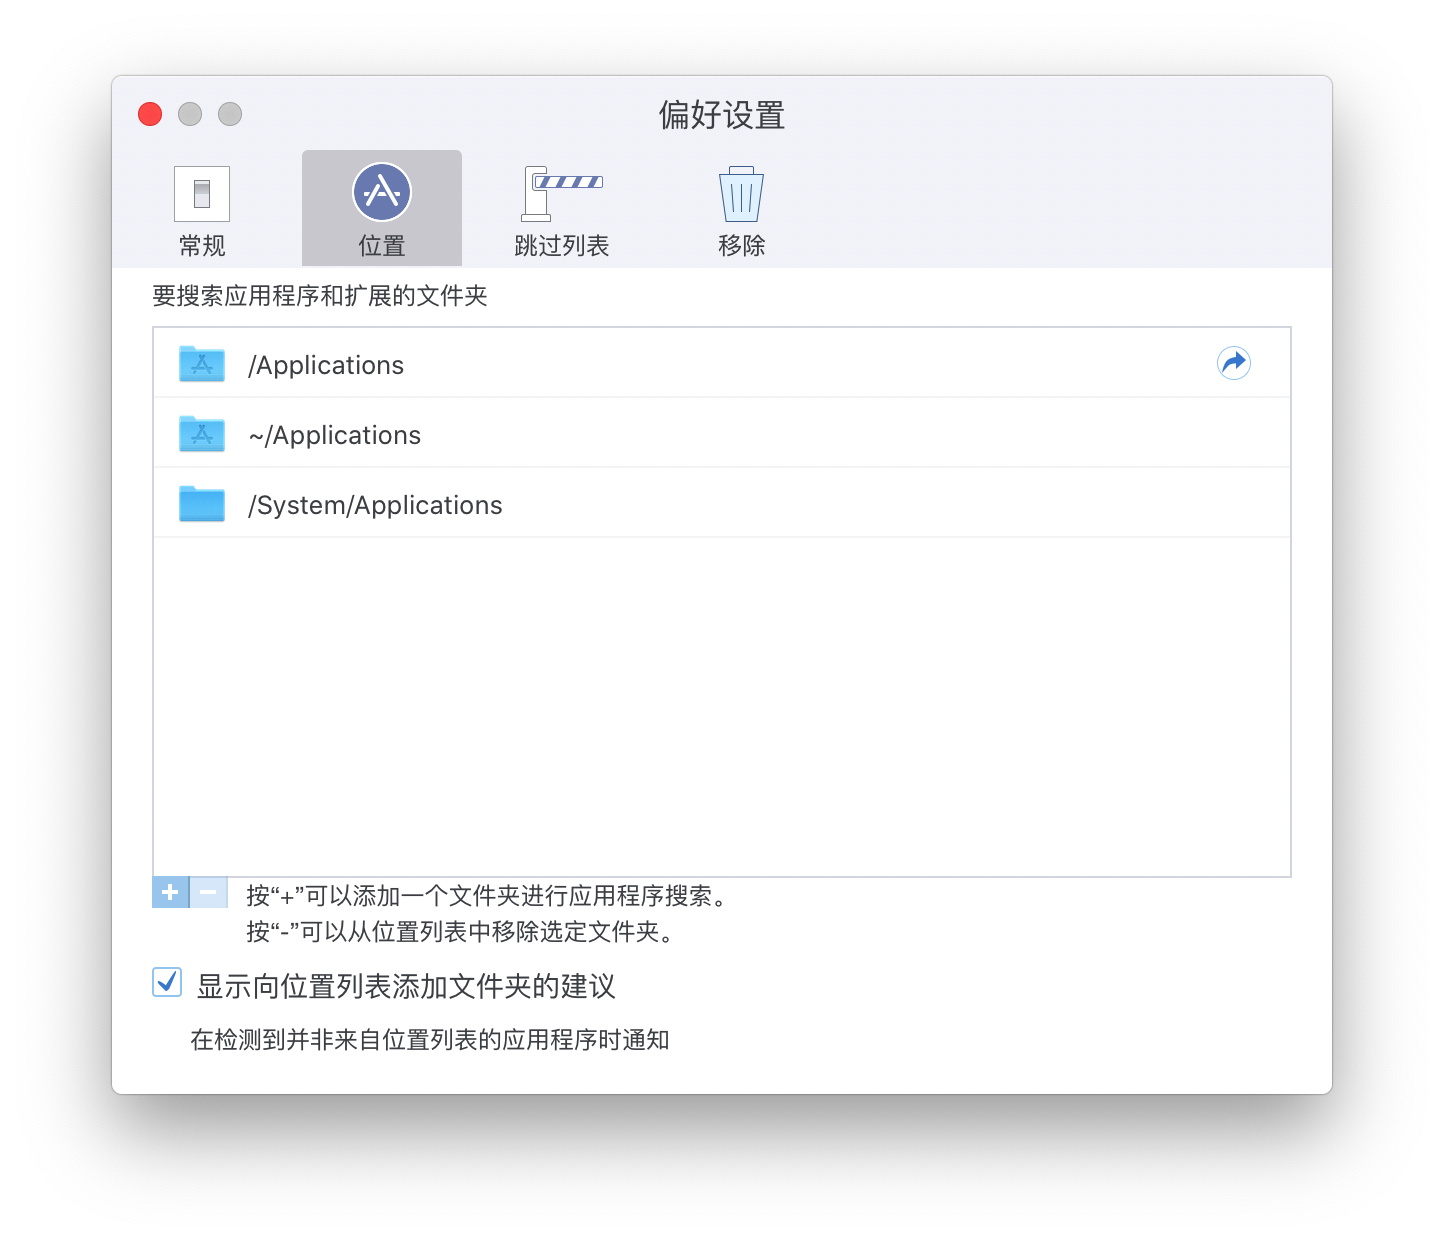 偏好设置
常规
位置
跳过列表
移除
要搜索应用程序和扩展的文件夹
/Applications
~/Applications
/System/Applications
按“+”可以添加一个文件夹进行应用程序搜索。
按“-”可以从位置列表中移除选定文件夹。
显示向位置列表添加文件夹的建议
在检测到并非来自位置列表的应用程序时通知